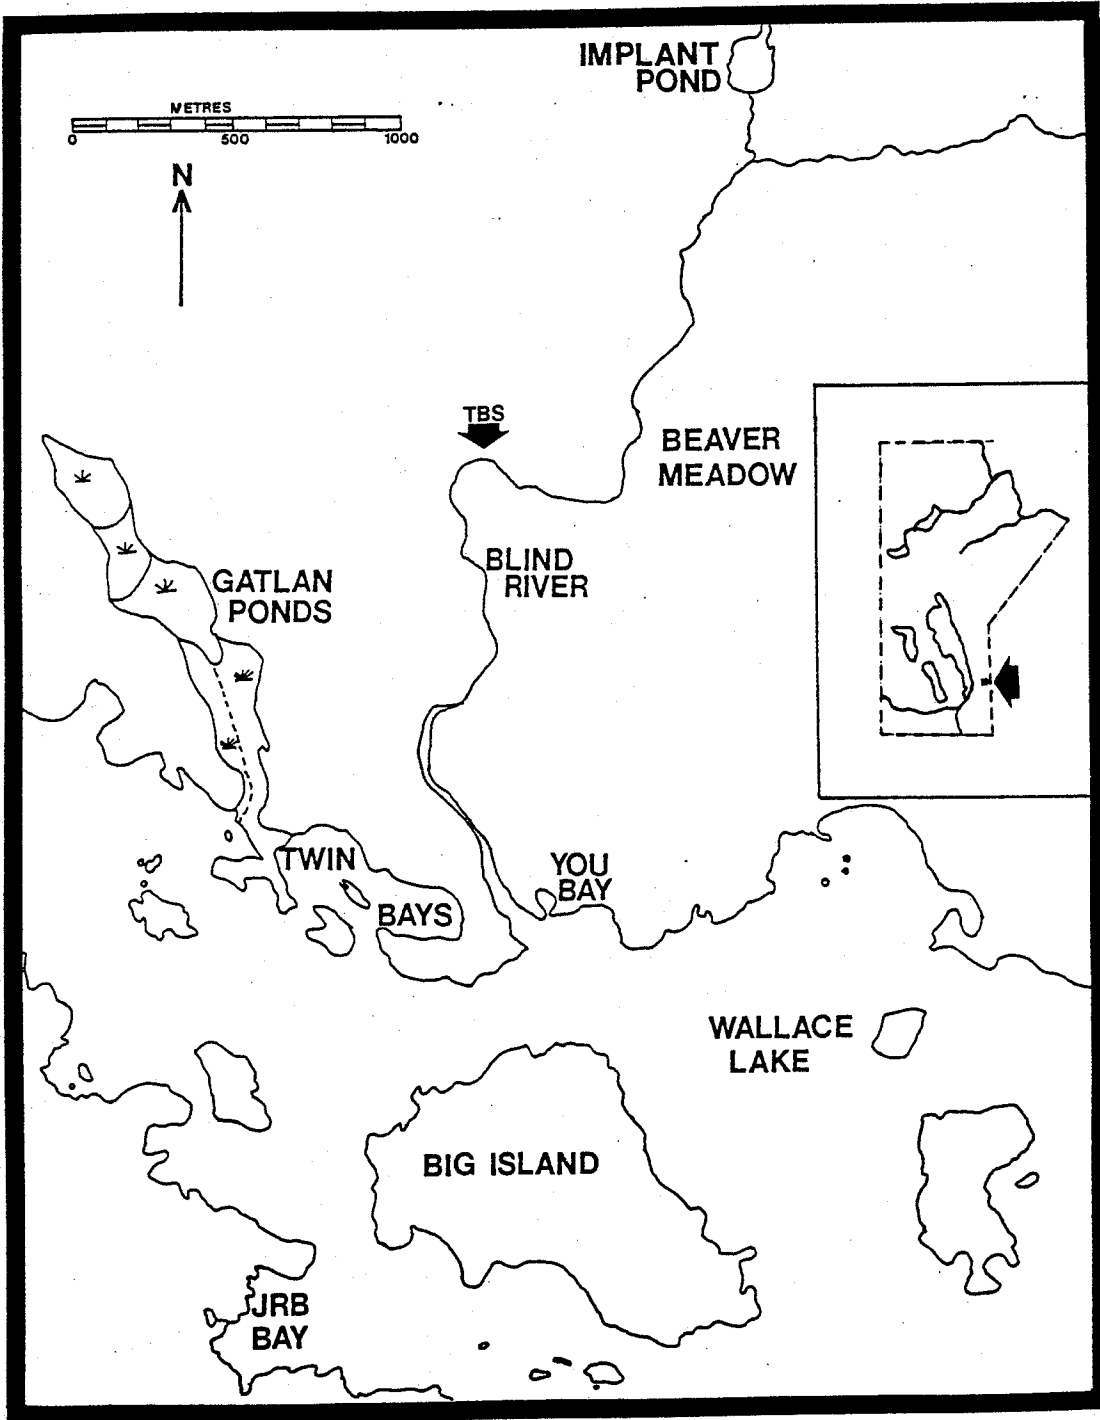 IMPLANT
POND
METRES
0 500 1000
N
TBS
BEAVER
MEADOW
BLIND
RIVER
GATLAN
PONDS
TWIN
BAYS
YOU
BAY
WALLACE
LAKE
BIG ISLAND
JRB
BAY